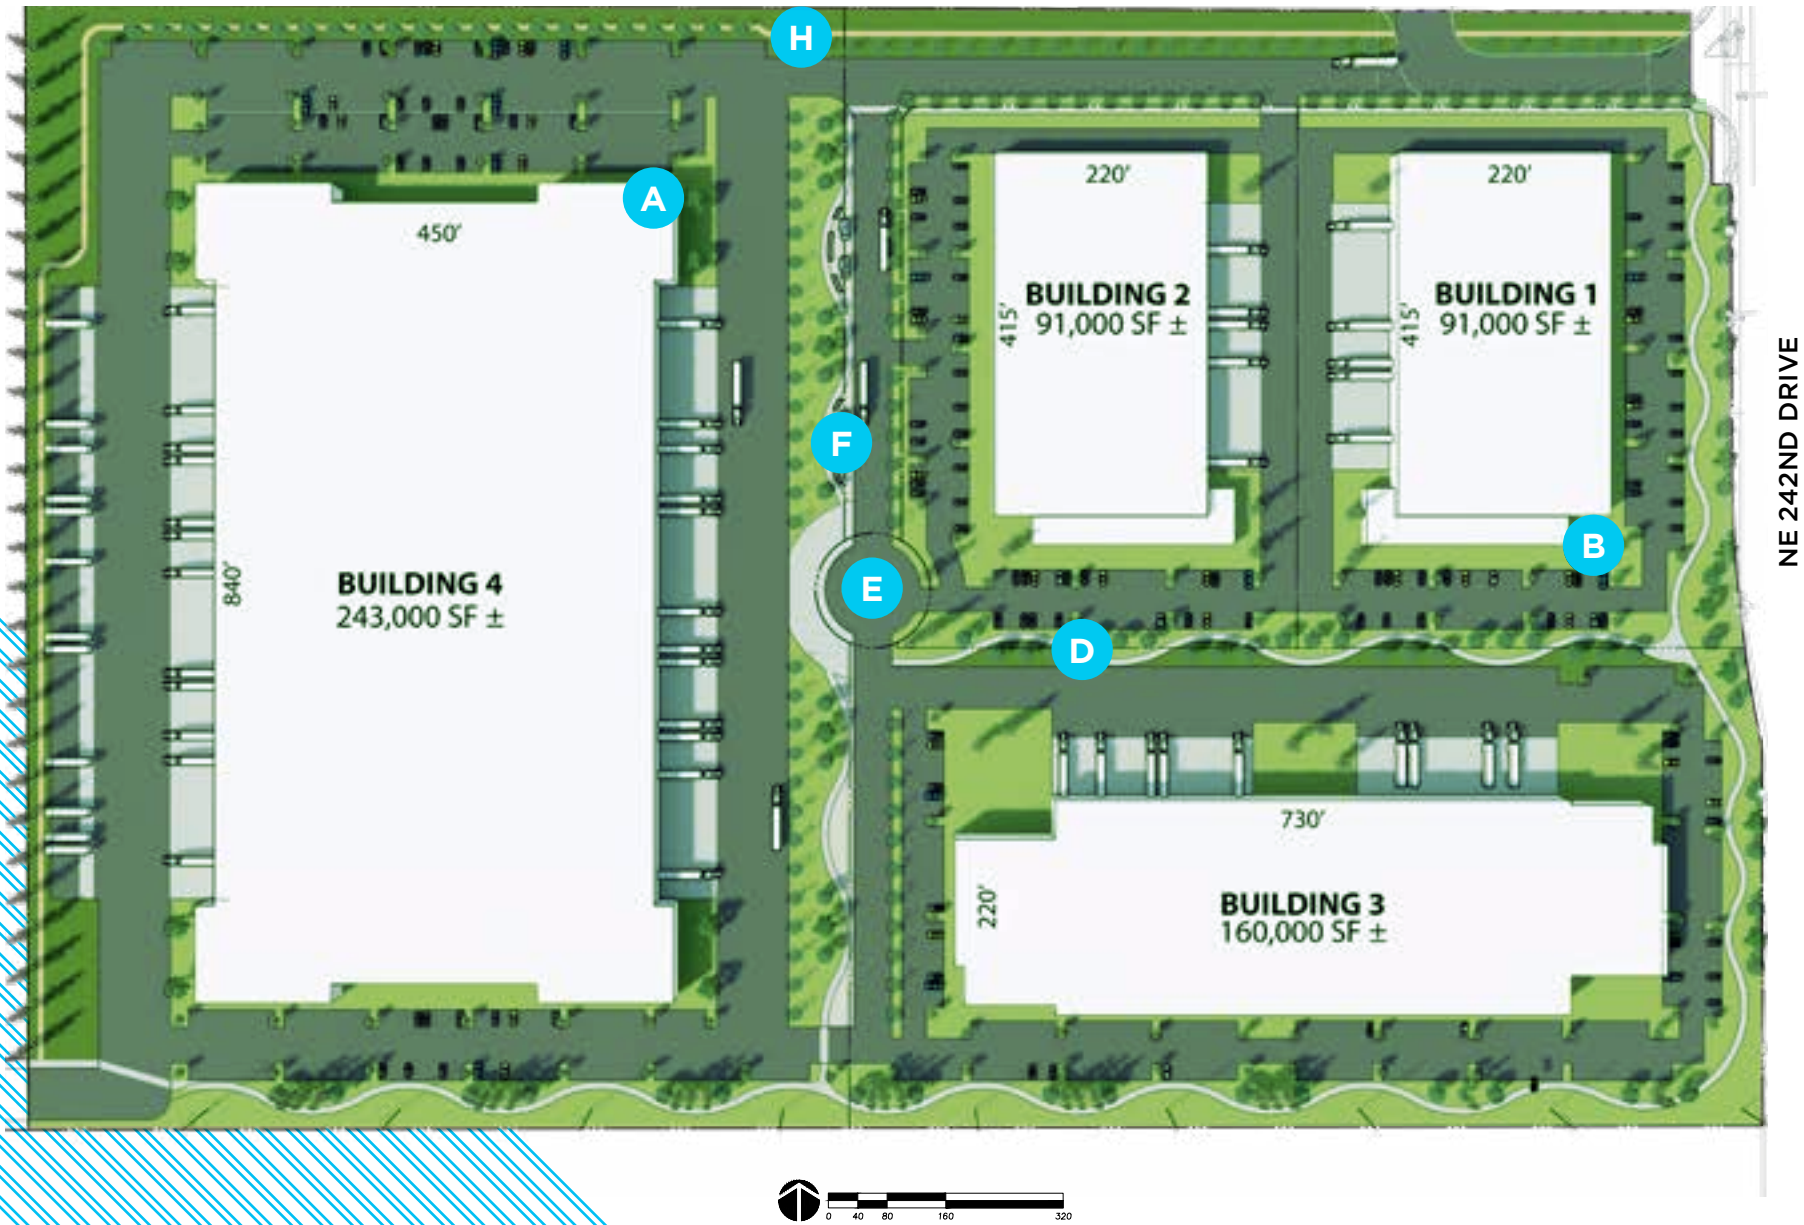 H
A
220'
220'
450'
BUILDING 2
91,000 SF ±
415'
BUILDING 1
91,000 SF ±
415'
NE 242ND DRIVE
F
B
E
BUILDING 4
243,000 SF ±
840'
D
730'
BUILDING 3
160,000 SF ±
220'
0 40 80 160 320